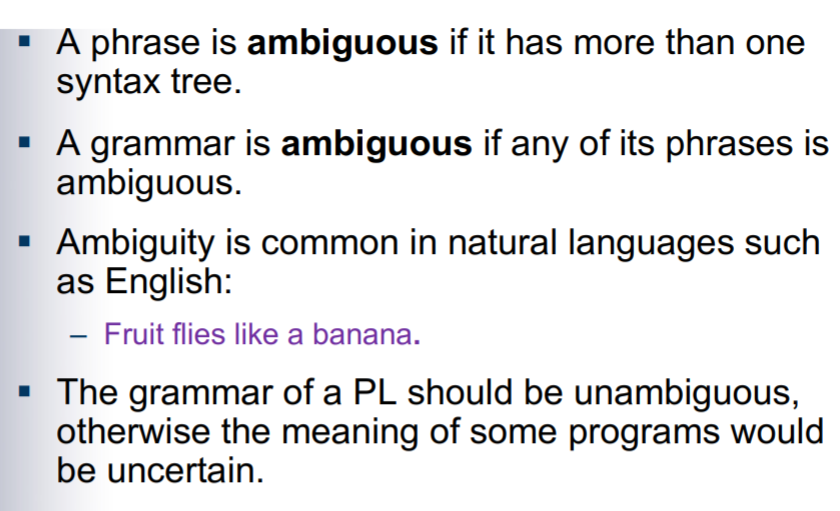 ▪ A phrase is ambiguous if it has more than one
syntax tree.
▪ A grammar is ambiguous if any of its phrases is
ambiguous.
▪ Ambiguity is common in natural languages such
as English:
– Fruit flies like a banana.
▪ The grammar of a PL should be unambiguous,
otherwise the meaning of some programs would
be uncertain.